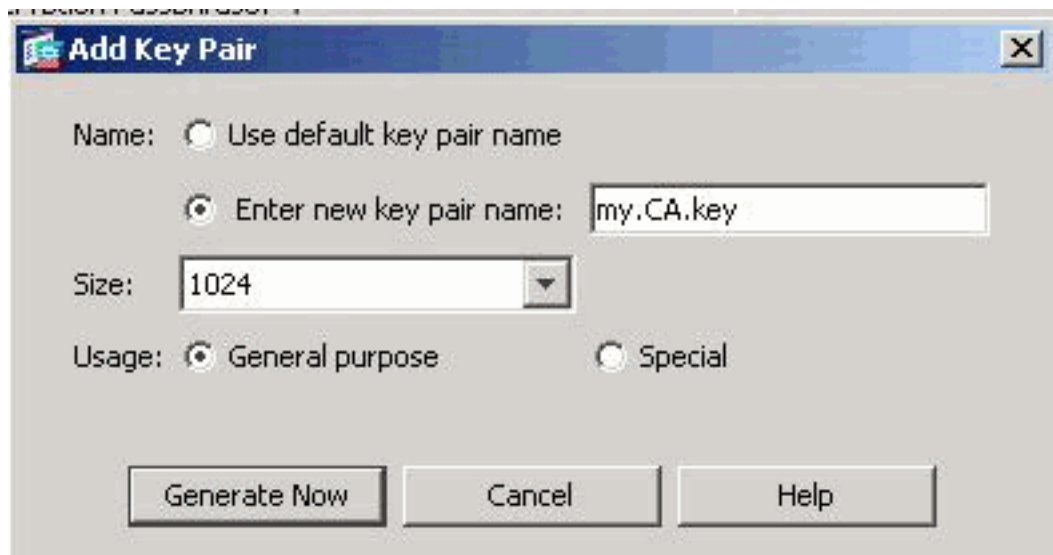 Add Key Pair
Name: Use default key pair name
Enter new key pair name: my.CA.key
Size: 1024
Usage: General purpose Special
Generate Now Cancel Help